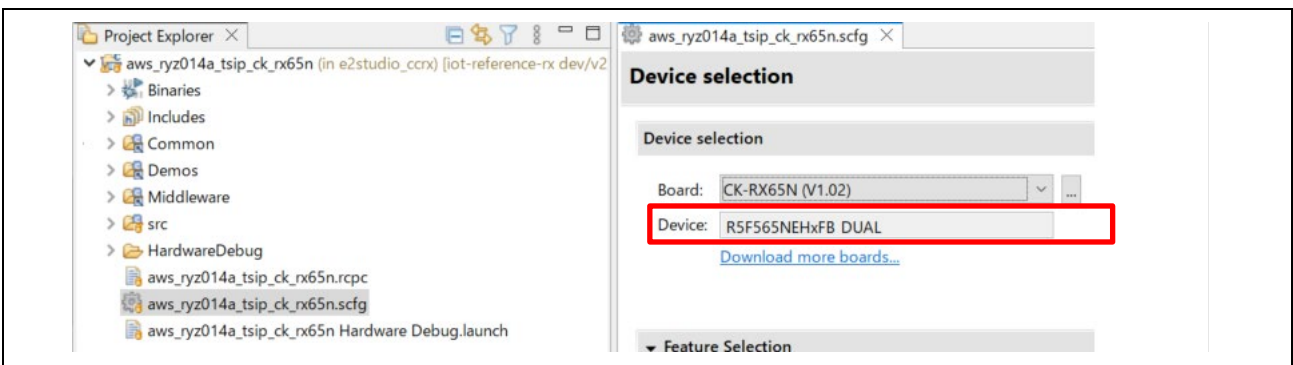 Project Explorer
aws_ryz014a_tsip_ck_rx65n (in e2studio_ccrx) [iot-reference-rx dev/v2
Binaries
Includes
Common
Demos
Middleware
src
HardwareDebug
aws_ryz014a_tsip_ck_rx65n.rcpc
aws_ryz014a_tsip_ck_rx65n.scfg
aws_ryz014a_tsip_ck_rx65n Hardware Debug.launch
aws_ryz014a_tsip_ck_rx65n.scfg
Device selection
Device selection
Board: CK-RX65N (V1.02) ...
Device: R5F565NEHxFB DUAL
Download more boards...
Feature Selection